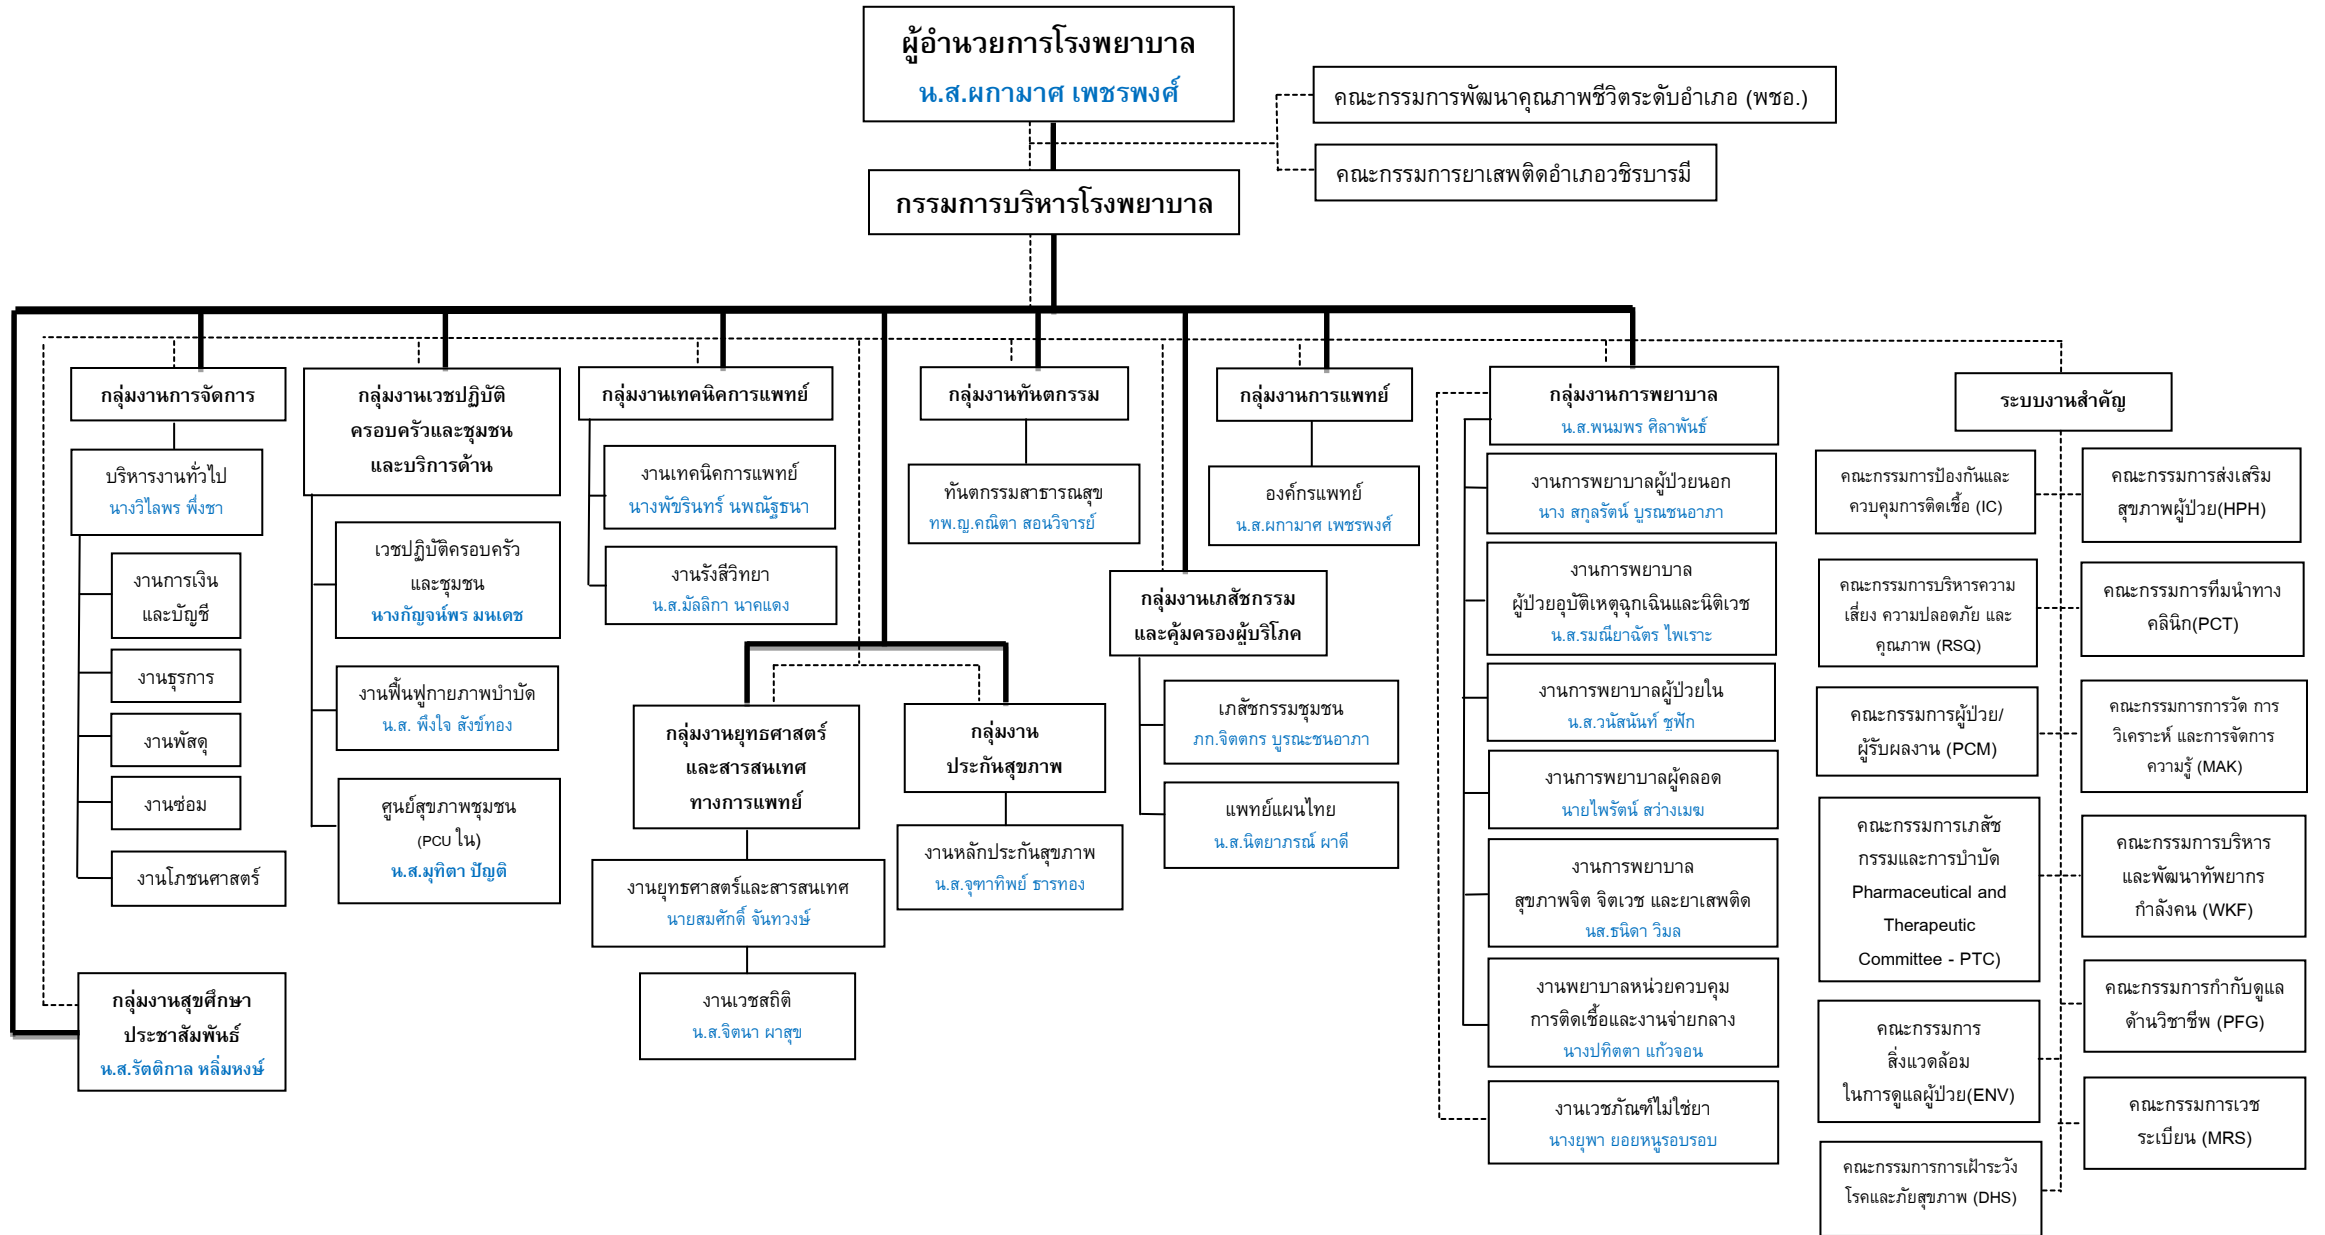 ผู้อำนวยการโรงพยาบาล
น.ส.ผกามาศ เพชรพงศ์
คณะกรรมการพัฒนาคุณภาพชีวิตระดับอำเภอ (พชอ.)
คณะกรรมการยาเสพติดอำเภอวชิรบารมี
กรรมการบริหารโรงพยาบาล
กลุ่มงานการจัดการ
บริหารงานทั่วไป
นางวิไลพร พึ่งชา
งานการเงิน
และบัญชี
งานธุรการ
งานพัสดุ
งานซ่อม
งานโภชนศาสตร์
กลุ่มงานสุขศึกษา
ประชาสัมพันธ์
น.ส.รัตติกาล หลิ่มหงษ์
กลุ่มงานเวชปฏิบัติ
ครอบครัวและชุมชน
และบริการด้าน
เวชปฏิบัติครอบครัว
และชุมชน
นางกัญจน์พร มนเดช
งานฟื้นฟูกายภาพบำบัด
น.ส. พึงใจ สังข์ทอง
ศูนย์สุขภาพชุมชน
(PCU ใน)
น.ส.มุทิตา ปัญติ
กลุ่มงานเทคนิคการแพทย์
งานเทคนิคการแพทย์
นางพัชรินทร์ นพณัฐธนา
งานรังสีวิทยา
น.ส.มัลลิกา นาคแดง
กลุ่มงานยุทธศาสตร์
และสารสนเทศ
ทางการแพทย์
งานยุทธศาสตร์และสารสนเทศ
นายสมศักดิ์ จันทวงษ์
งานเวชสถิติ
น.ส.จิตนา ผาสุข
กลุ่มงาน
ประกันสุขภาพ
งานหลักประกันสุขภาพ
น.ส.จุฑาทิพย์ ธารทอง
กลุ่มงานทันตกรรม
ทันตกรรมสาธารณสุข
ทพ.ญ.คณิตา สอนวิจารย์
กลุ่มงานเภสัชกรรม
และคุ้มครองผู้บริโภค
เภสัชกรรมชุมชน
ภก.จิตตกร บูรณะชนอาภา
แพทย์แผนไทย
น.ส.นิตยาภรณ์ ผาดี
กลุ่มงานการแพทย์
องค์กรแพทย์
น.ส.ผกามาศ เพชรพงศ์
กลุ่มงานการพยาบาล
น.ส.พนมพร ศิลาพันธ์
งานการพยาบาลผู้ป่วยนอก
นาง สกุลรัตน์ บูรณชนอาภา
งานการพยาบาล
ผู้ป่วยอุบัติเหตุฉุกเฉินและนิติเวช
น.ส.รมณียาฉัตร ไพเราะ
งานการพยาบาลผู้ป่วยใน
น.ส.วนัสนันท์ ชูฟัก
งานการพยาบาลผู้คลอด
นายไพรัตน์ สว่างเมฆ
งานการพยาบาล
สุขภาพจิต จิตเวช และยาเสพติด
นส.ธนิดา วิมล
งานพยาบาลหน่วยควบคุม
การติดเชื้อและงานจ่ายกลาง
นางปทิตตา แก้วจอน
งานเวชภัณฑ์ไม่ใช่ยา
นางยุพา ยอยหนูรอบรอบ
ระบบงานสำคัญ
คณะกรรมการป้องกันและ
ควบคุมการติดเชื้อ (IC)
คณะกรรมการส่งเสริม
สุขภาพผู้ป่วย(HPH)
คณะกรรมการบริหารความ
เสี่ยง ความปลอดภัย และ
คุณภาพ (RSQ)
คณะกรรมการทีมนำทาง
คลินิก(PCT)
คณะกรรมการผู้ป่วย/
ผู้รับผลงาน (PCM)
คณะกรรมการการวัด การ
วิเคราะห์ และการจัดการ
ความรู้ (MAK)
คณะกรรมการเภสัช
กรรมและการบำบัด
Pharmaceutical and
Therapeutic
Committee - PTC)
คณะกรรมการบริหาร
และพัฒนาทัพยากร
กำลังคน (WKF)
คณะกรรมการกำกับดูแล
ด้านวิชาชีพ (PFG)
คณะกรรมการ
สิ่งแวดล้อม
ในการดูแลผู้ป่วย(ENV)
คณะกรรมการเวช
ระเบียน (MRS)
คณะกรรมการการเฝ้าระวัง
โรคและภัยสุขภาพ (DHS)